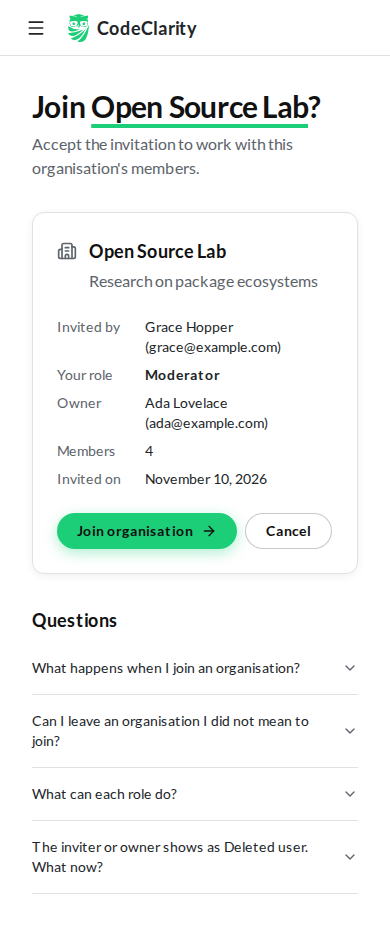 CodeClarity
Join Open Source Lab?
Accept the invitation to work with this
organisation's members.
Open Source Lab
Research on package ecosystems
Invited by Grace Hopper
(grace@example.com)
Your role Moderator
Owner Ada Lovelace
(ada@example.com)
Members 4
Invited on November 10, 2026
Join organisation Cancel
Questions
What happens when I join an organisation?
Can I leave an organisation I did not mean to
join?
What can each role do?
The inviter or owner shows as Deleted user.
What now?